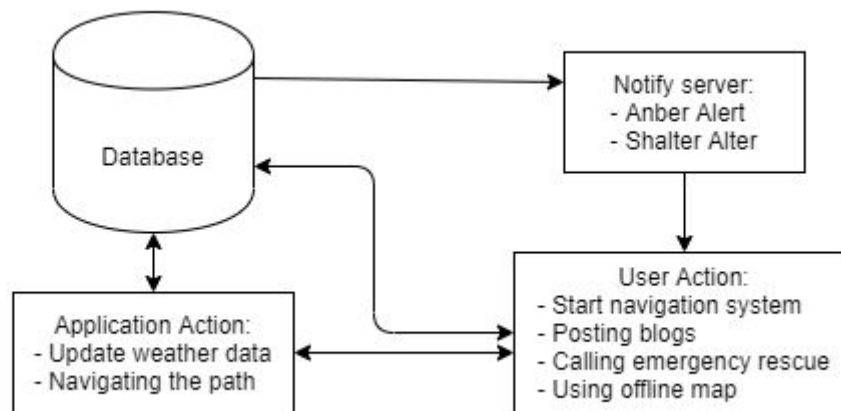 Database
Notify server:
- Anber Alert
- Shalter Alter
Application Action:
- Update weather data
- Navigating the path
User Action:
- Start navigation system
- Posting blogs
- Calling emergency rescue
- Using offline map